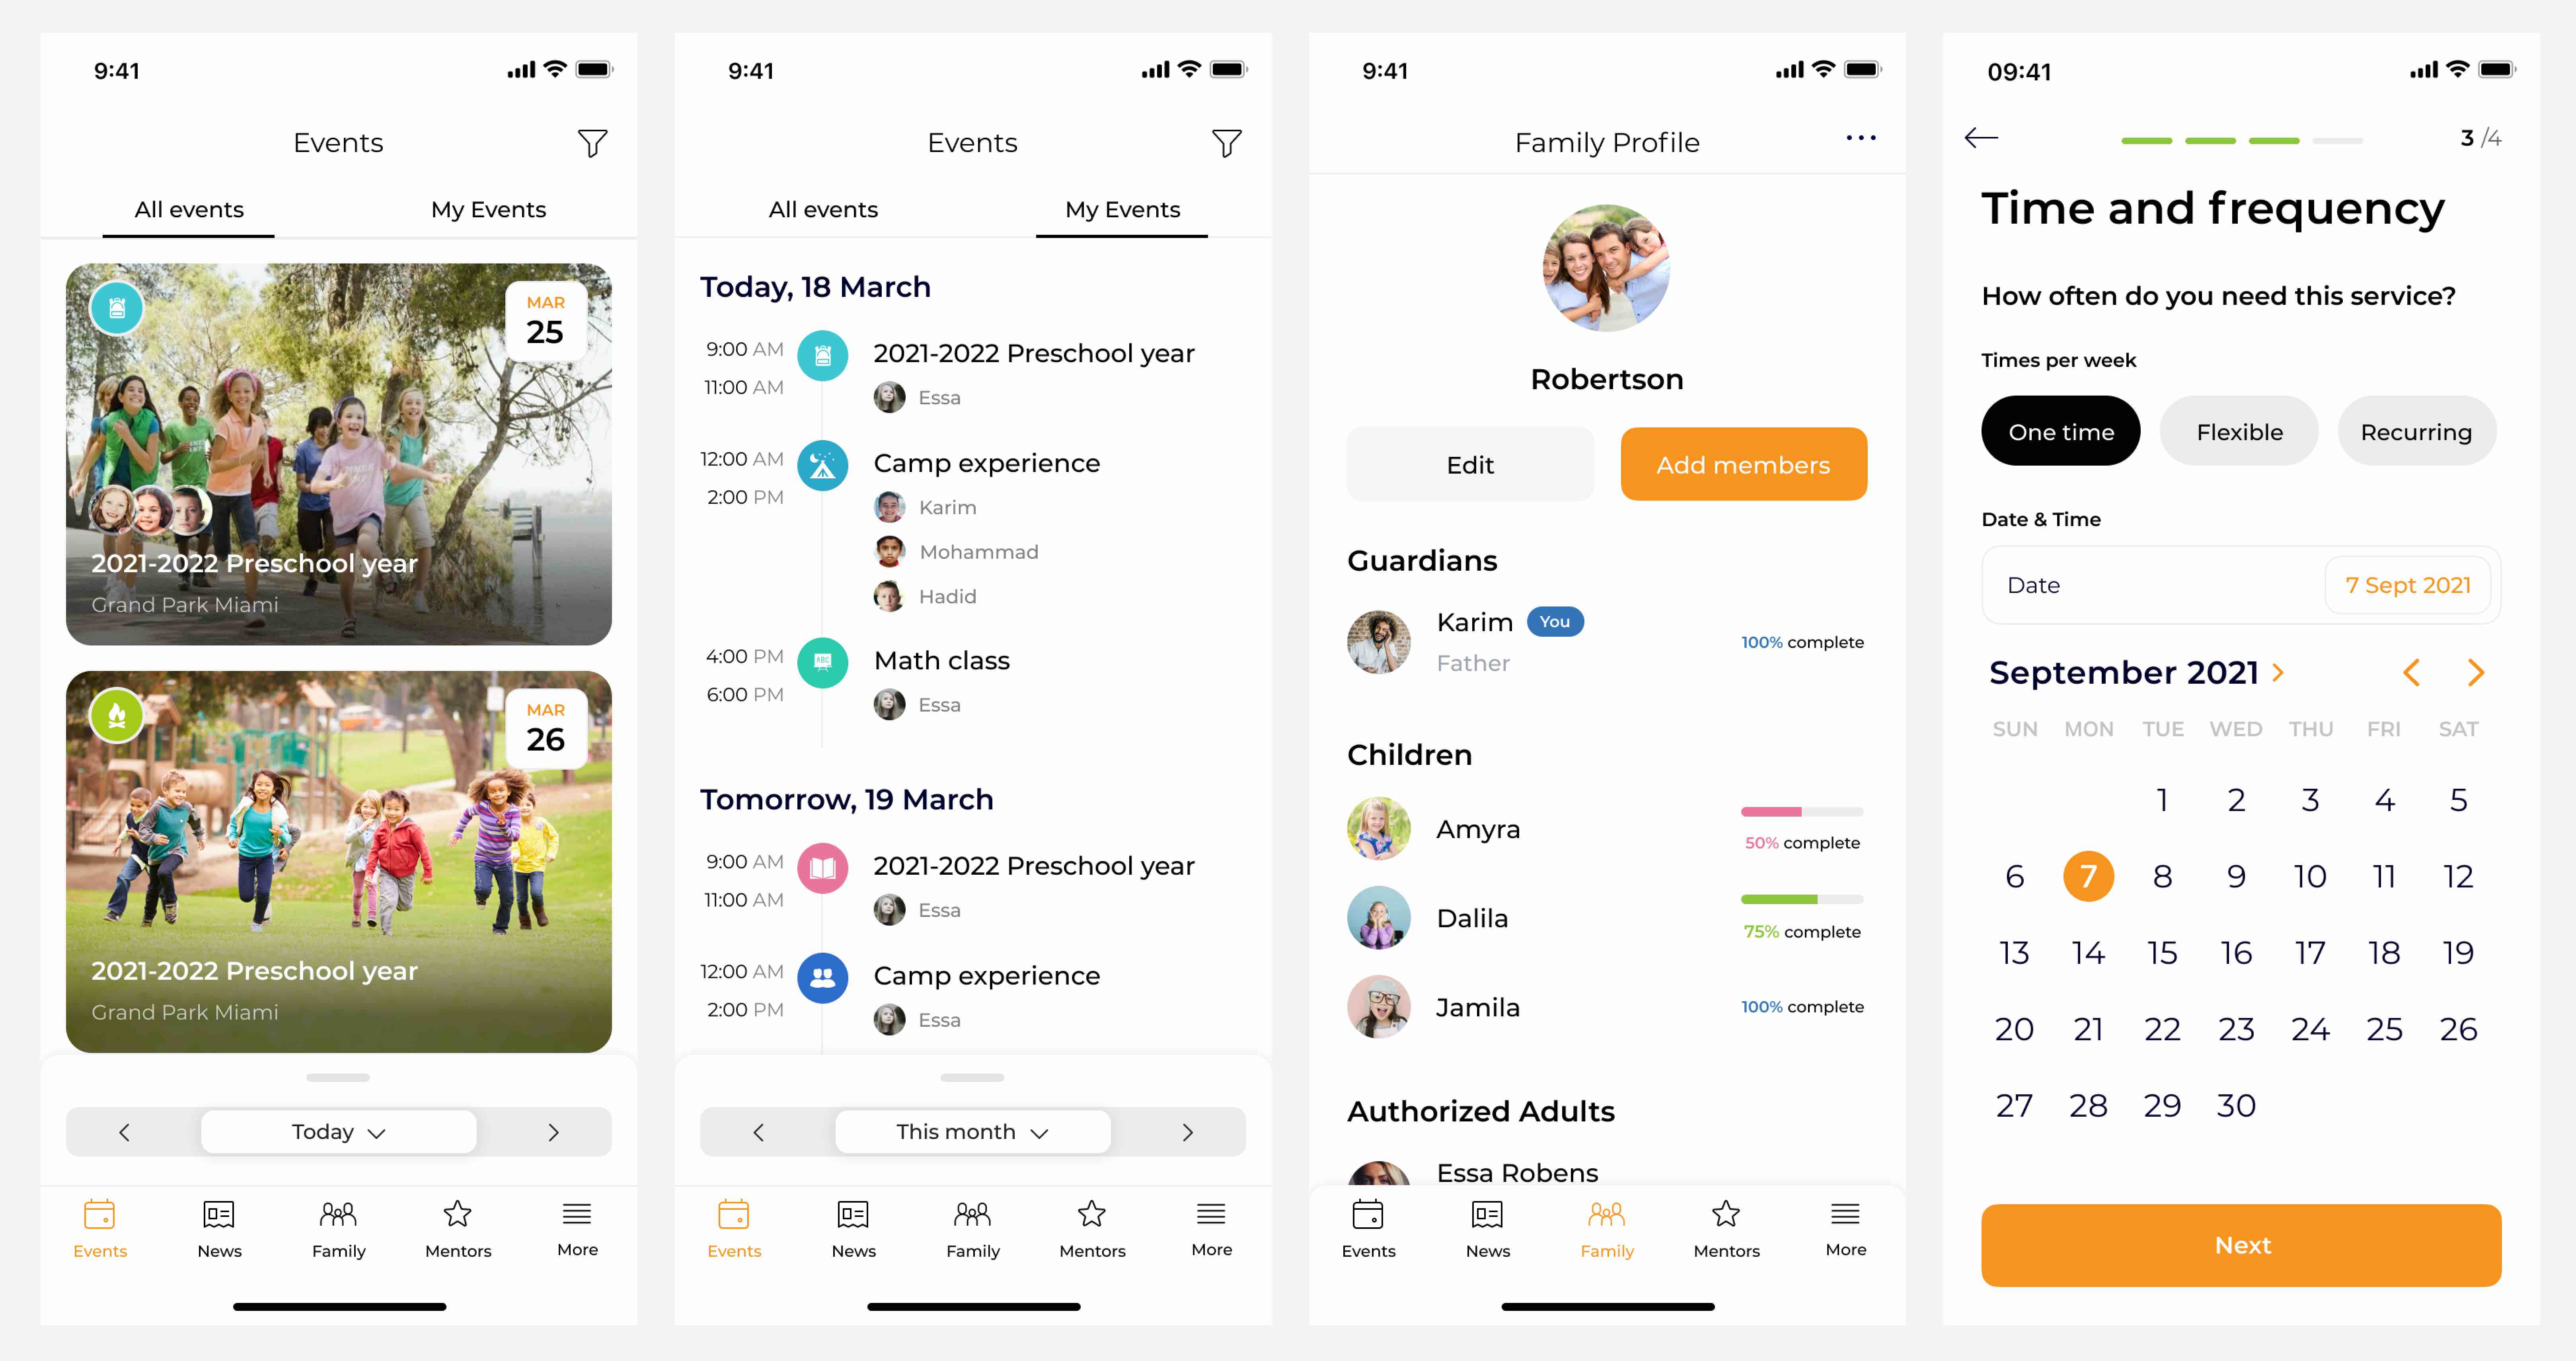 9:41
Events
All events My Events
MAR
25
2021-2022 Preschool year
Grand Park Miami
MAR
26
2021-2022 Preschool year
Grand Park Miami
Today
Events News Family Mentors More
9:41
Events
All events My Events
Today, 18 March
9:00 AM 2021-2022 Preschool year
11:00 AM Essa
12:00 AM Camp experience
2:00 PM Karim
Mohammad
Hadid
4:00 PM Math class
ABC
6:00 PM Essa
Tomorrow, 19 March
9:00 AM 2021-2022 Preschool year
11:00 AM Essa
12:00 AM Camp experience
2:00 PM Essa
This month
Events News Family Mentors More
9:41
Family Profile
Robertson
Edit Add members
Guardians
Karim You
Father
100% complete
Children
Amyra
50% complete
Dalila
75% complete
Jamila 100% complete
Authorized Adults
Essa Robens
Events News Family Mentors More
09:41
3 /4
Time and frequency
How often do you need this service?
Times per week
One time Flexible Recurring
Date & Time
Date 7 Sept 2021
September 2021
SUN MON TUE WED THU FRI SAT
1 2 3 4 5
6 7 8 9 10 11 12
13 14 15 16 17 18 19
20 21 22 23 24 25 26
27 28 29 30
Next